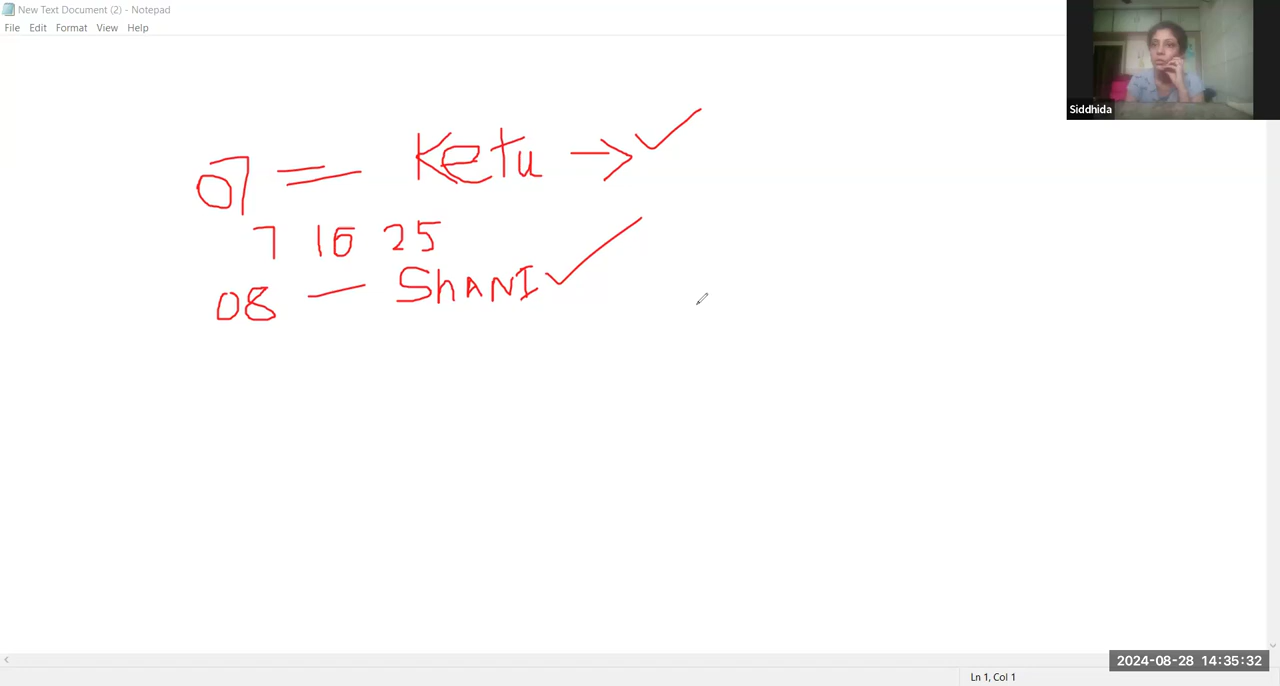 New Text Document (2) - Notepad
File Edit Format View Help
Siddhida
07 = Ketu →✓
7 16 25
08 — ShANI ✓
2024-08-28 14:35:32
Ln 1, Col 1